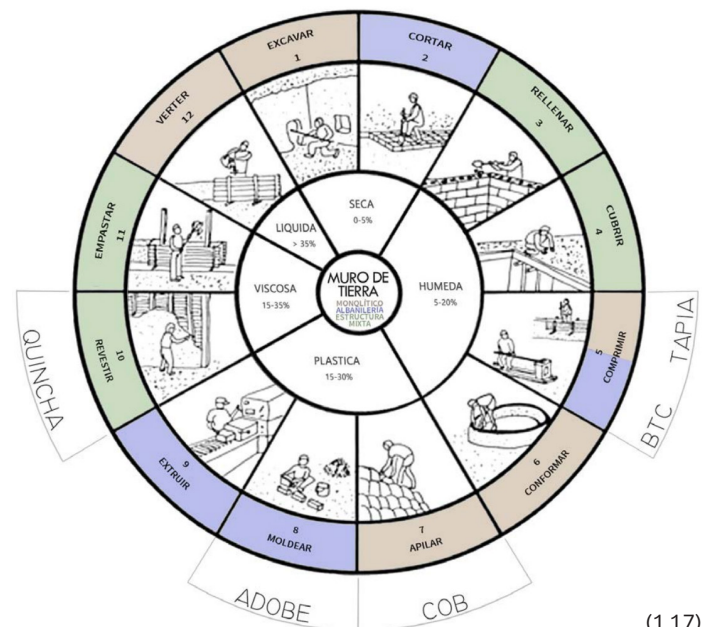 EXCAVAR
1
CORTAR
2
RELLENAR
3
CUBRIR
4
COMPRIMIR
5
CONFORMAR
6
APILAR
7
MOLDEAR
8
EXTRUIR
9
REVESTIR
10
EMPASTAR
11
VERTER
12
SECA
0-5%
HUMEDA
5-20%
PLASTICA
15-30%
VISCOSA
15-35%
LIQUIDA
> 35%
MURO DE
TIERRA
MONOLÍTICO
ALBAÑILERÍA
ESTRUCTURA
MIXTA
TAPIA
BTC
COB
ADOBE
QUINCHA
(1.17)